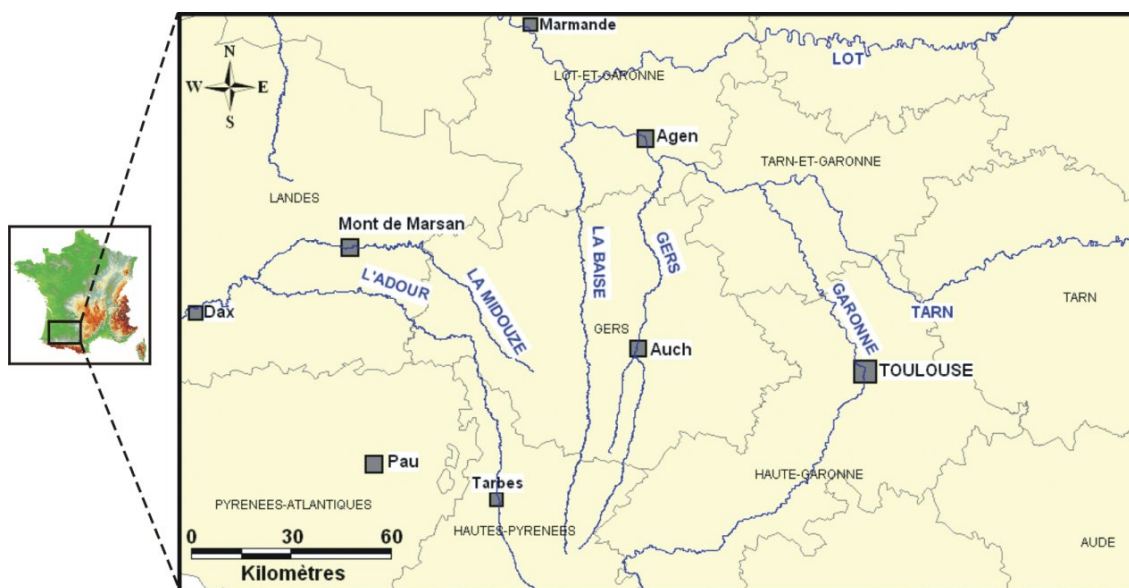 Marmande
LOT
LOT-ET-GARONNE
N
W E
S
Agen
TARN-ET-GARONNE
LANDES
Mont de Marsan
GERS
LA BAISE
L'ADOUR
LA MIDOUZE
GARONNE
TARN
TARN
Dax
GERS
Auch
TOULOUSE
Pau
Tarbes
HAUTE-GARONNE
PYRENEES-ATLANTIQUES
HAUTES-PYRENEES
0 30 60
Kilomètres
AUDE